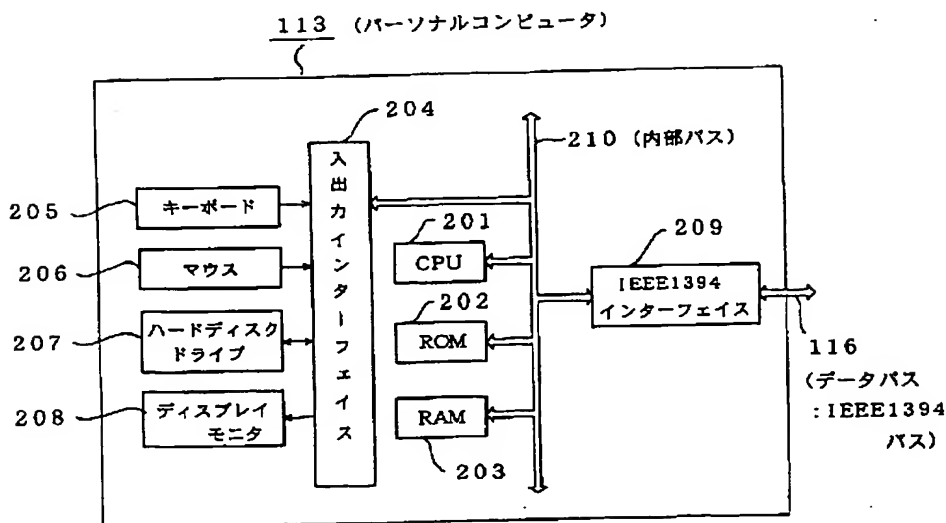 113 (パーソナルコンピュータ)
204
210 (内部バス)
入出力インターフェイス
205
キーボード
201
CPU
209
IEEE1394
インターフェイス
206
マウス
202
ROM
207
ハードディスク
ドライブ
116
(データバス
:IEEE1394
バス)
208
ディスプレイ
モニタ
RAM
203